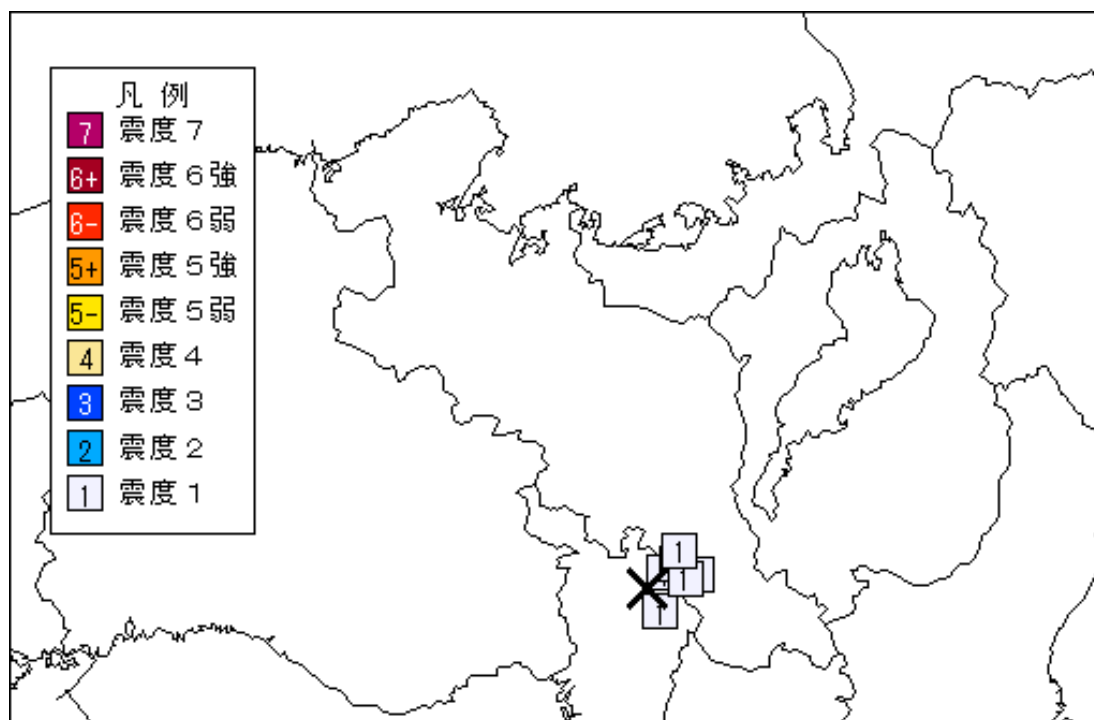 凡 例
7 震度７
6+ 震度６強
6- 震度６弱
5+ 震度５強
5- 震度５弱
4 震度４
3 震度３
2 震度２
1 震度１
1
1
1